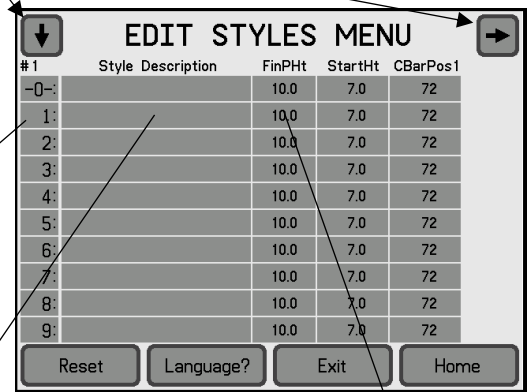 EDIT STYLES MENU
#1 Style Description FinPHt StartHt CBarPos1
-0-: 10.0 7.0 72
1: 10.0 7.0 72
2: 10.0 7.0 72
3: 10.0 7.0 72
4: 10.0 7.0 72
5: 10.0 7.0 72
6: 10.0 7.0 72
7: 10.0 7.0 72
8: 10.0 7.0 72
9: 10.0 7.0 72
Reset Language? Exit Home